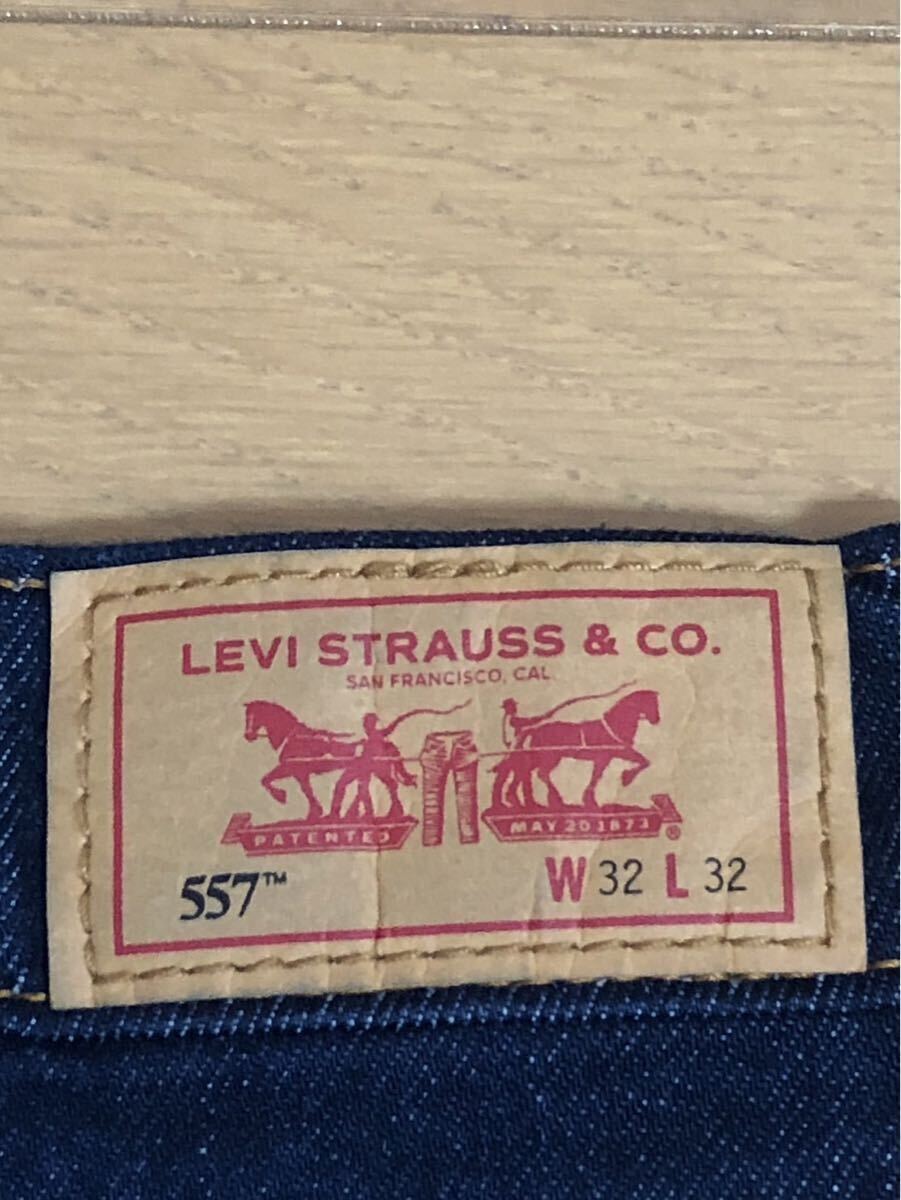 LEVI STRAUSS & CO.
SAN FRANCISCO, CAL
PATENTED MAY 20 1873 ®
557™ W 32 L 32